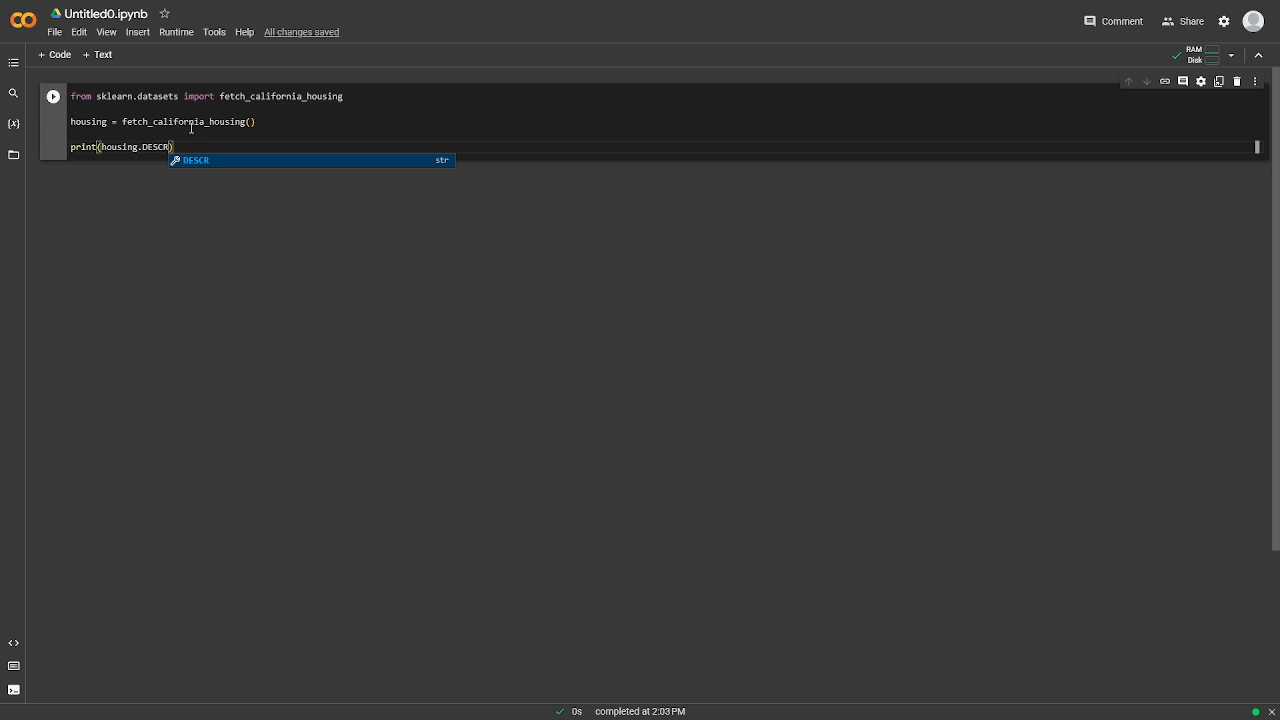 Untitled0.ipynb
File Edit View Insert Runtime Tools Help All changes saved
Comment Share
+ Code + Text
RAM
Disk
from sklearn.datasets import fetch_california_housing
housing = fetch_california_housing()
print(housing.DESCR)
DESCR str
0s completed at 2:03 PM